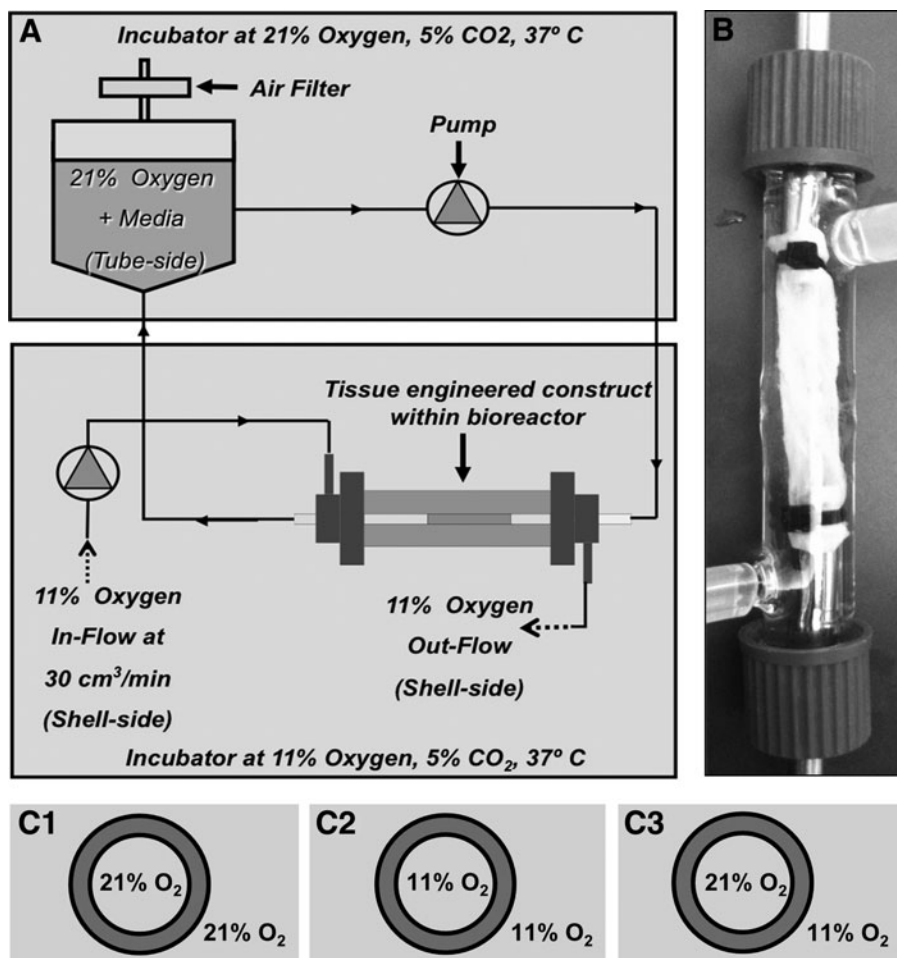 A
Incubator at 21% Oxygen, 5% CO2, 37º C
Air Filter
Pump
21% Oxygen
+ Media
(Tube-side)
Tissue engineered construct
within bioreactor
11% Oxygen
In-Flow at
30 cm³/min
(Shell-side)
11% Oxygen
Out-Flow
(Shell-side)
Incubator at 11% Oxygen, 5% CO₂, 37º C
B
C1
21% O₂
21% O₂
C2
11% O₂
11% O₂
C3
21% O₂
11% O₂